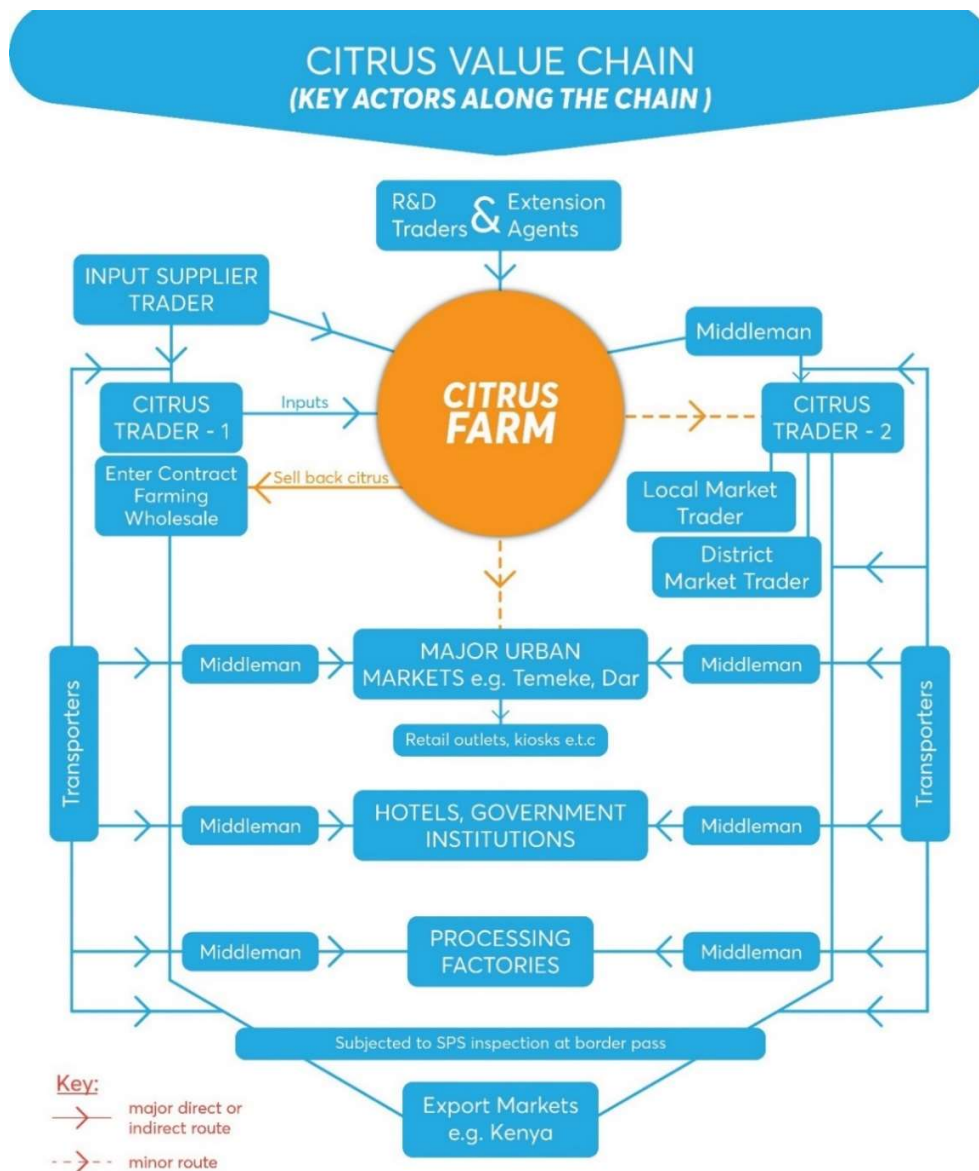 CITRUS VALUE CHAIN
(KEY ACTORS ALONG THE CHAIN )
R&D Traders & Extension Agents
INPUT SUPPLIER
TRADER
Middleman
CITRUS
TRADER - 1
Inputs
CITRUS
FARM
CITRUS
TRADER - 2
Enter Contract
Farming
Wholesale
Sell back citrus
Local Market
Trader
District
Market Trader
Transporters
Middleman
MAJOR URBAN
MARKETS e.g. Temeke, Dar
Middleman
Transporters
Retail outlets, kiosks e.t.c
Middleman
HOTELS, GOVERNMENT
INSTITUTIONS
Middleman
Middleman
PROCESSING
FACTORIES
Middleman
Subjected to SPS inspection at border pass
Export Markets
e.g. Kenya
Key:
major direct or
indirect route
minor route